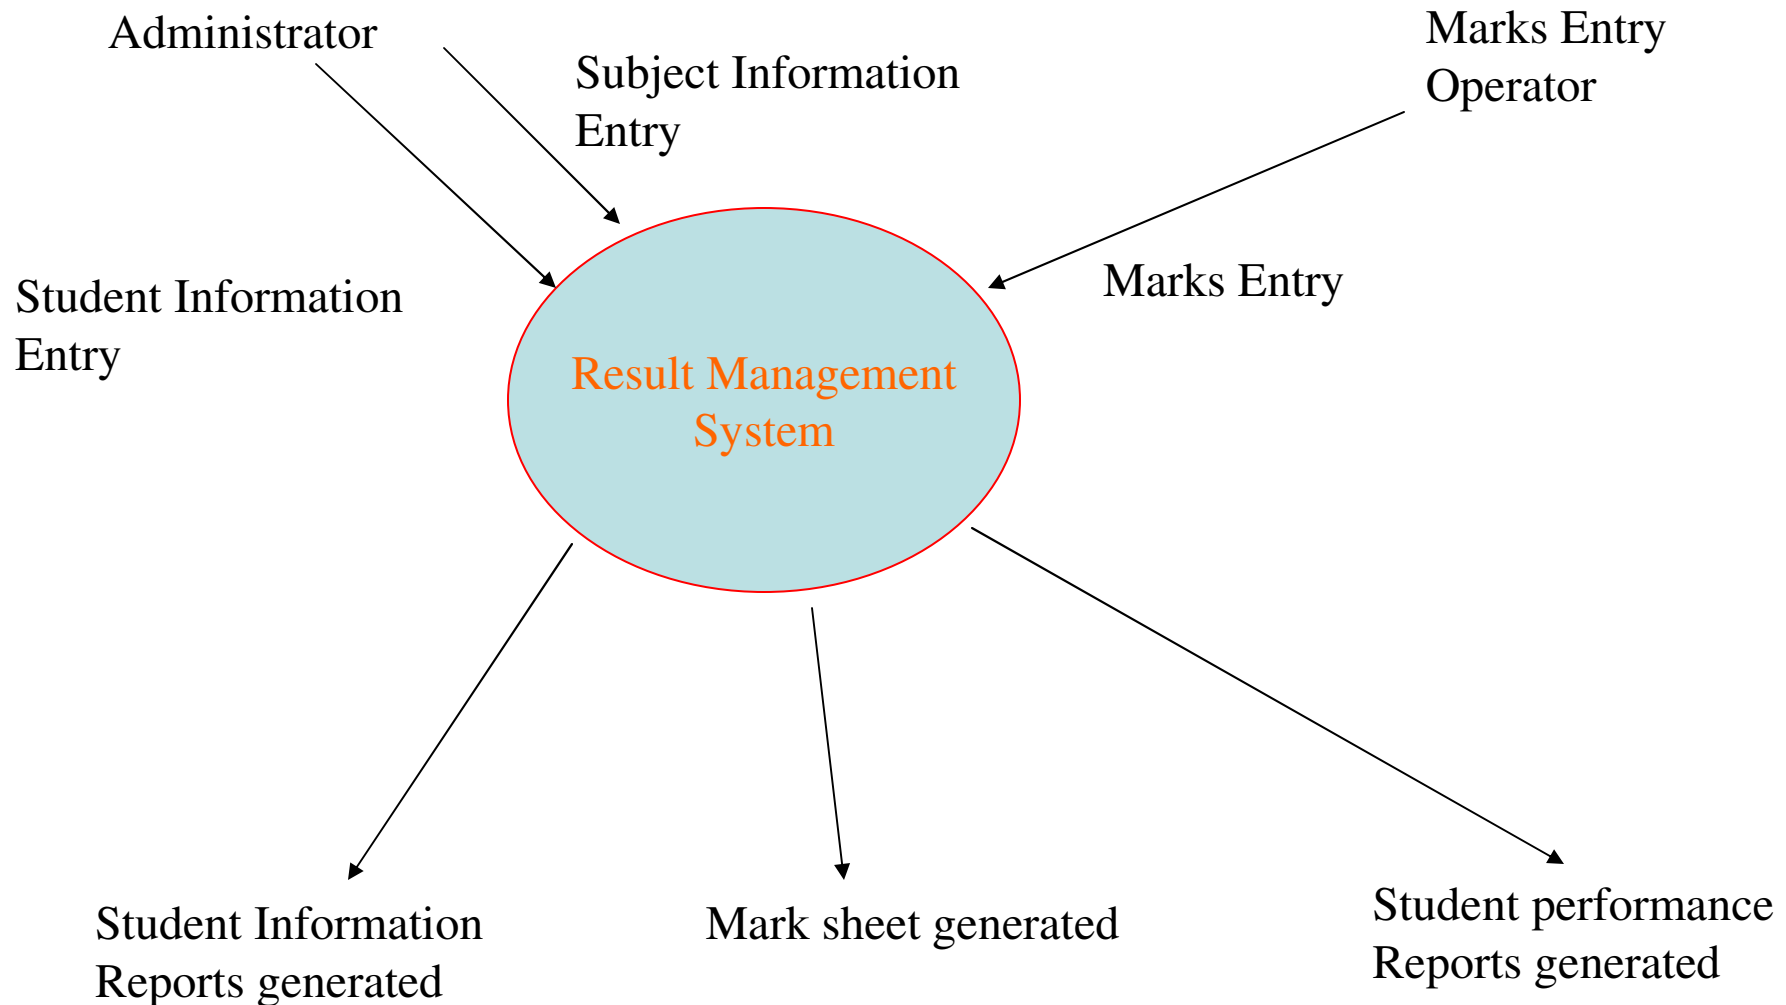 Administrator
Subject Information
Entry
Marks Entry
Operator
Student Information
Entry
Marks Entry
Result Management
System
Student Information
Reports generated
Mark sheet generated
Student performance
Reports generated